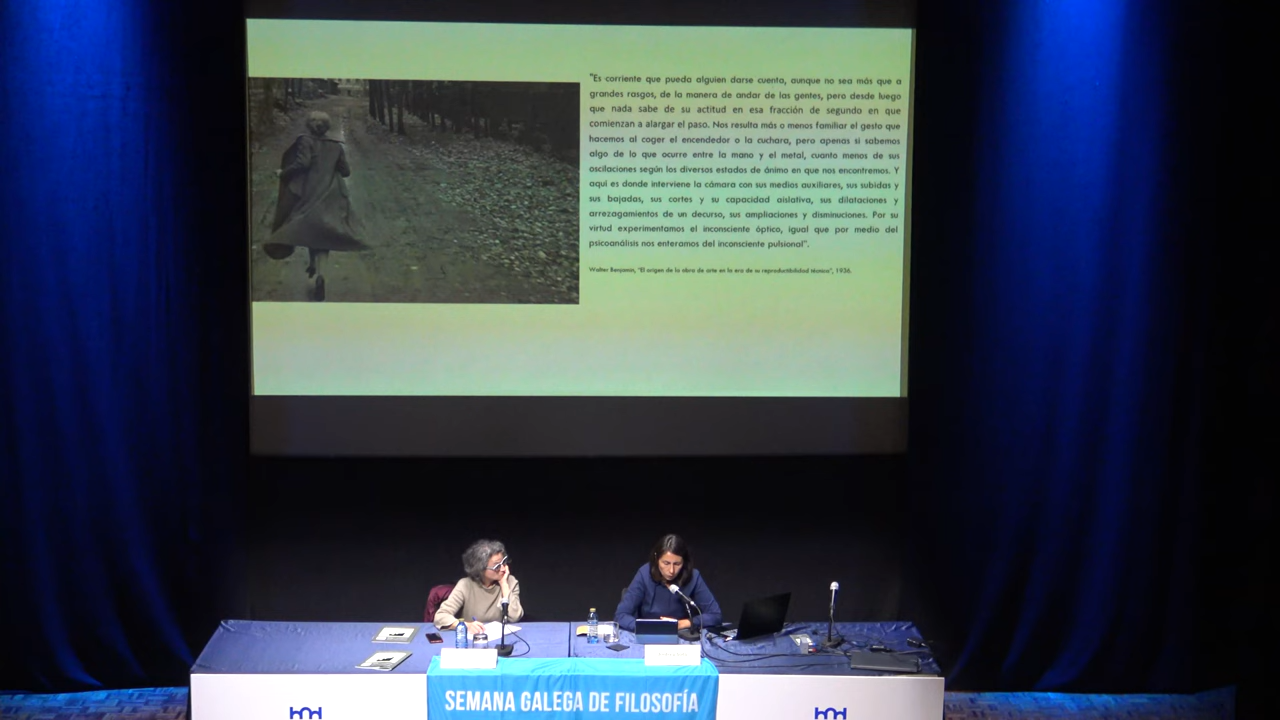 "Es corriente que pueda alguien darse cuenta, aunque no sea más que a
grandes rasgos, de la manera de andar de las gentes, pero desde luego
que nada sabe de su actitud en esa fracción de segundo en que
comienzan a alargar el paso. Nos resulta más o menos familiar el gesto que
hacemos al coger el encendedor o la cuchara, pero apenas si sabemos
algo de lo que ocurre entre la mano y el metal, cuanto menos de sus
oscilaciones según los diversos estados de ánimo en que nos encontremos. Y
aquí es donde interviene la cámara con sus medios auxiliares, sus subidas y
sus bajadas, sus cortes y su capacidad aislativa, sus dilataciones y
arrezagamientos de un decurso, sus ampliaciones y disminuciones. Por su
virtud experimentamos el inconsciente óptico, igual que por medio del
psicoanálisis nos enteramos del inconsciente pulsional".
Walter Benjamin, "El origen de la obra de arte en la era de su reproductibilidad técnica", 1936.
SEMANA GALEGA DE FILOSOFÍA